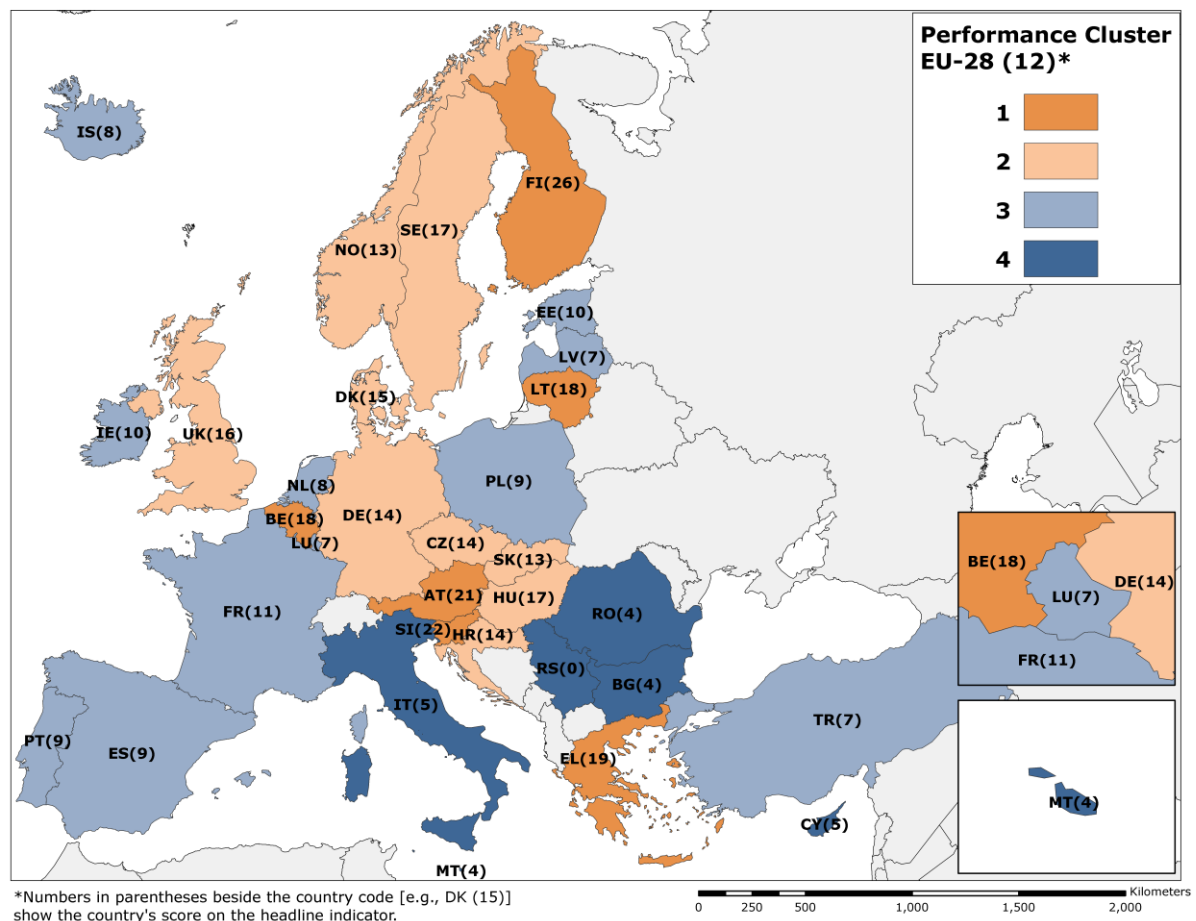 Performance Cluster
EU-28 (12)*
1
2
3
4
IS(8)
FI(26)
SE(17)
NO(13)
EE(10)
LV(7)
LT(18)
DK(15)
IE(10)
UK(16)
NL(8)
PL(9)
BE(18)
DE(14)
LU(7)
CZ(14)
SK(13)
AT(21)
HU(17)
FR(11)
SI(22)
HR(14)
RO(4)
RS(0)
BG(4)
IT(5)
PT(9)
ES(9)
EL(19)
TR(7)
CY(5)
MT(4)
BE(18)
DE(14)
LU(7)
FR(11)
MT(4)
*Numbers in parentheses beside the country code [e.g., DK (15)]
show the country's score on the headline indicator.
Kilometers
0 250 500 1,000 1,500 2,000